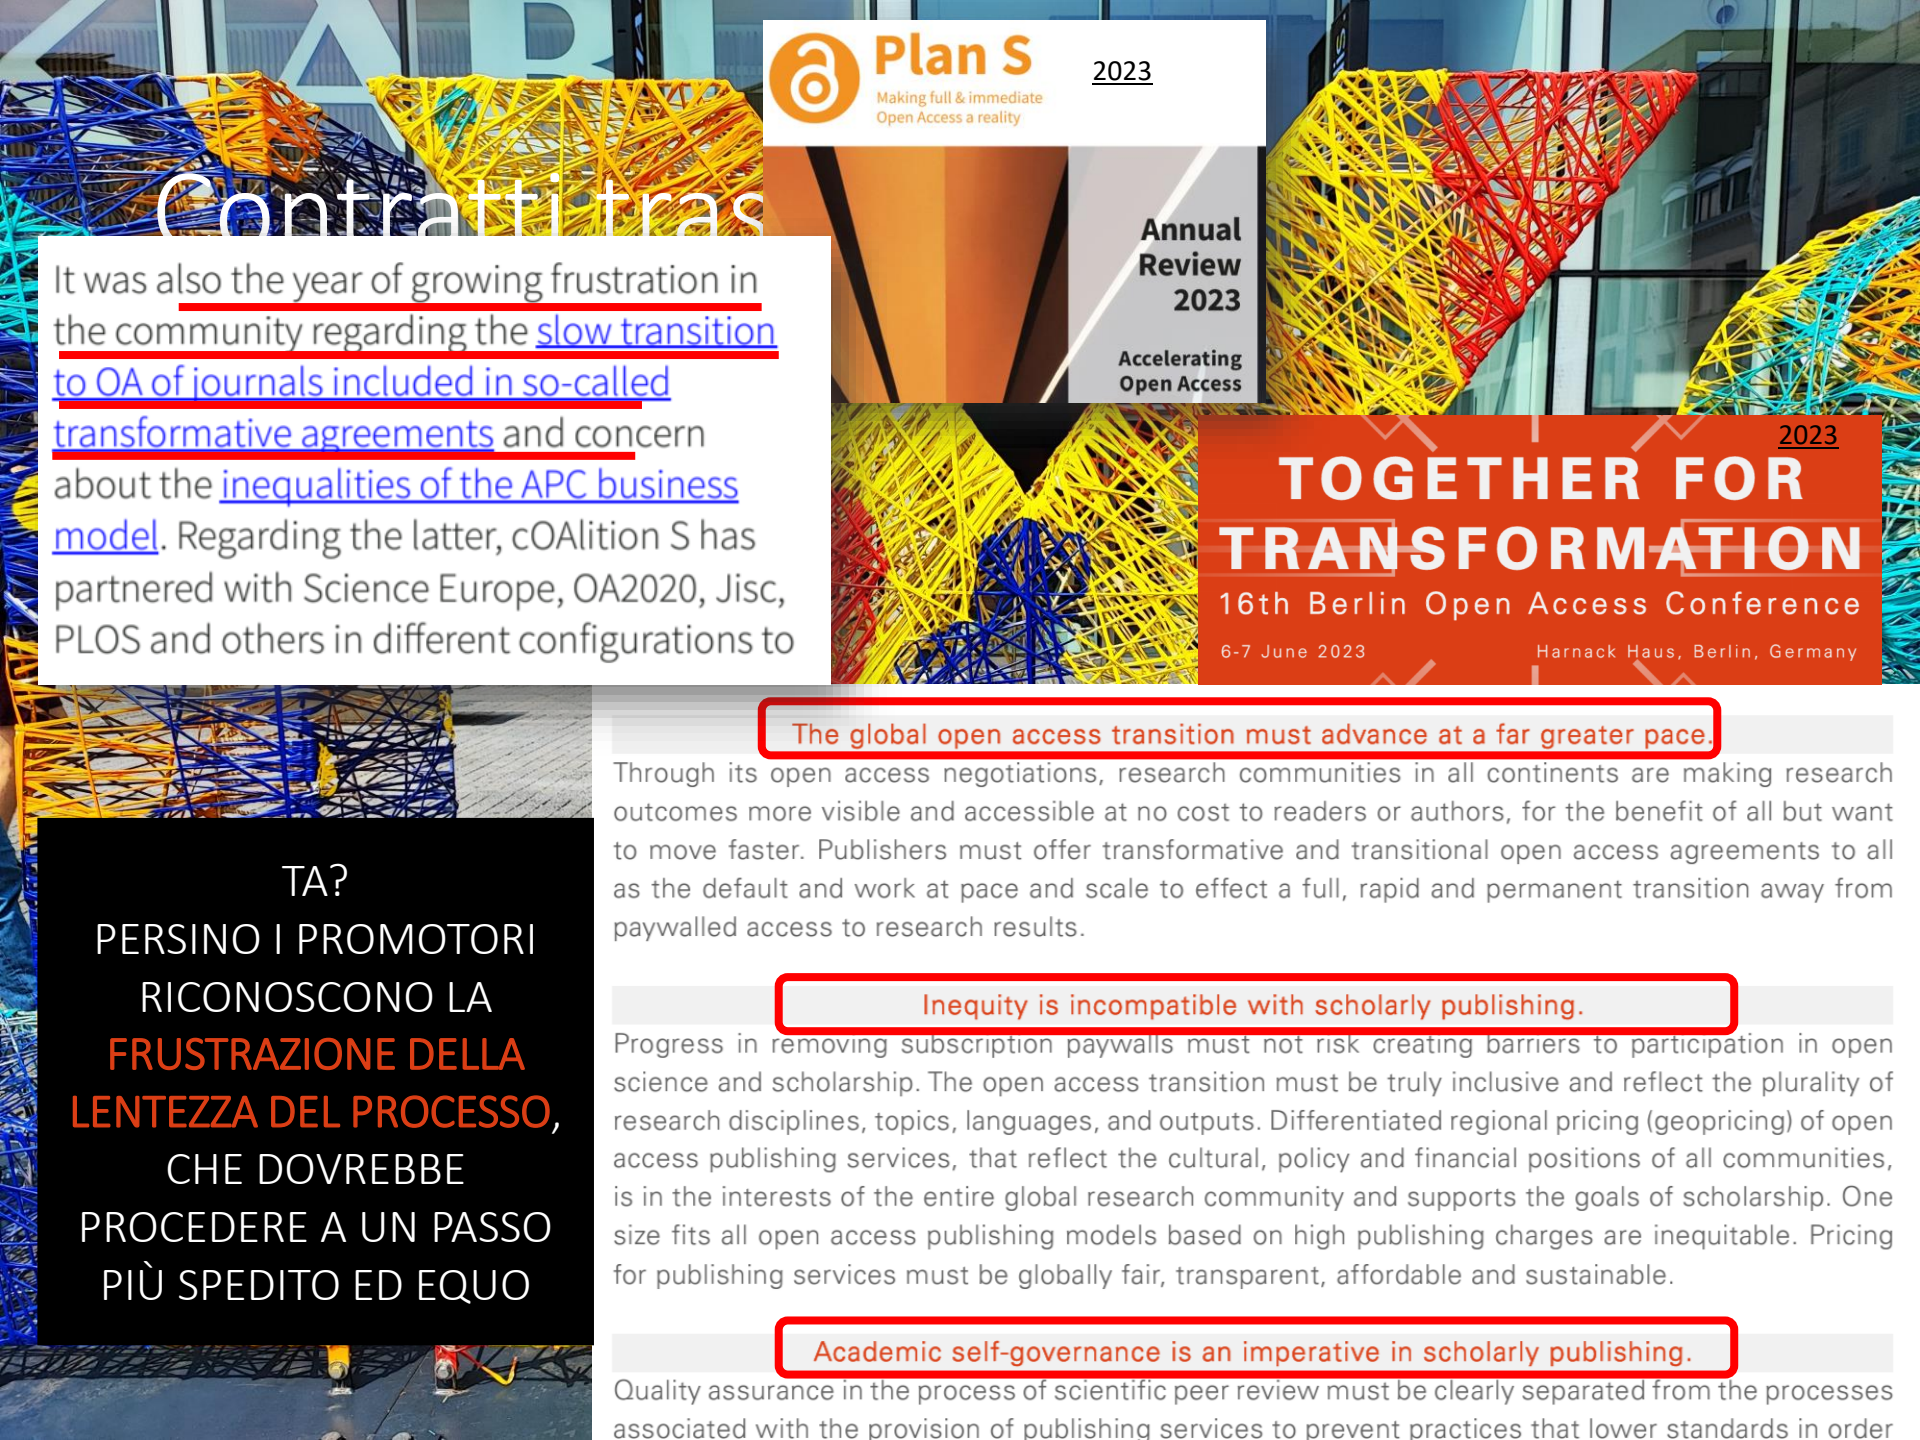 LAB
Plan S
Making full & immediate
Open Access a reality
2023
Contratti tras
Annual
Review
2023
Accelerating
Open Access
It was also the year of growing frustration in
the community regarding the slow transition
to OA of journals included in so-called
transformative agreements and concern
about the inequalities of the APC business
model. Regarding the latter, cOAlition S has
partnered with Science Europe, OA2020, Jisc,
PLOS and others in different configurations to
2023
TOGETHER FOR
TRANSFORMATION
16th Berlin Open Access Conference
6-7 June 2023
Harnack Haus, Berlin, Germany
The global open access transition must advance at a far greater pace.
Through its open access negotiations, research communities in all continents are making research
outcomes more visible and accessible at no cost to readers or authors, for the benefit of all but want
to move faster. Publishers must offer transformative and transitional open access agreements to all
as the default and work at pace and scale to effect a full, rapid and permanent transition away from
paywalled access to research results.
Inequity is incompatible with scholarly publishing.
Progress in removing subscription paywalls must not risk creating barriers to participation in open
science and scholarship. The open access transition must be truly inclusive and reflect the plurality of
research disciplines, topics, languages, and outputs. Differentiated regional pricing (geopricing) of open
access publishing services, that reflect the cultural, policy and financial positions of all communities,
is in the interests of the entire global research community and supports the goals of scholarship. One
size fits all open access publishing models based on high publishing charges are inequitable. Pricing
for publishing services must be globally fair, transparent, affordable and sustainable.
Academic self-governance is an imperative in scholarly publishing.
Quality assurance in the process of scientific peer review must be clearly separated from the processes
associated with the provision of publishing services to prevent practices that lower standards in order
TA?
PERSINO I PROMOTORI
RICONOSCONO LA
FRUSTRAZIONE DELLA
LENTEZZA DEL PROCESSO,
CHE DOVREBBE
PROCEDERE A UN PASSO
PIÙ SPEDITO ED EQUO